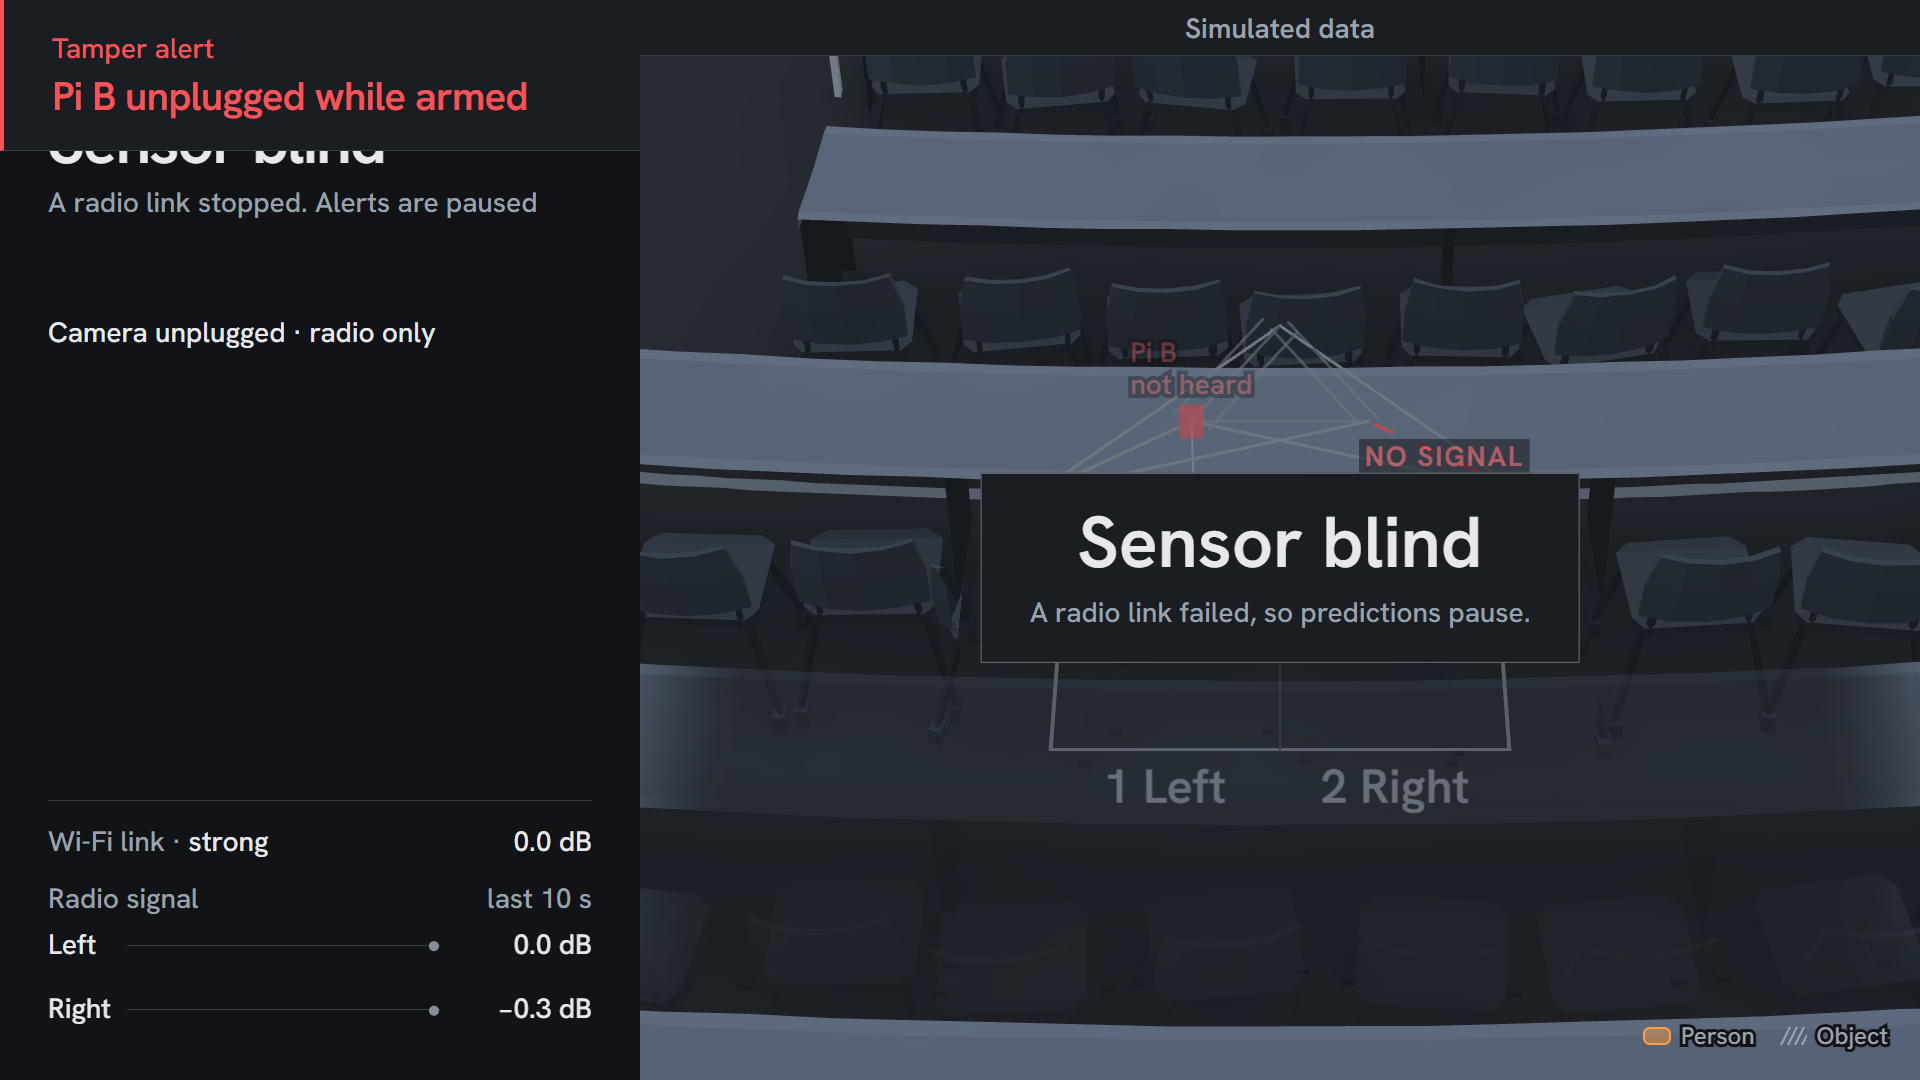 Tamper alert
Pi B unplugged while armed
Sensor blind
A radio link stopped. Alerts are paused
Camera unplugged · radio only
Wi-Fi link · strong 0.0 dB
Radio signal last 10 s
Left 0.0 dB
Right −0.3 dB
Simulated data
Pi B
not heard
NO SIGNAL
Sensor blind
A radio link failed, so predictions pause.
1 Left 2 Right
Person Object